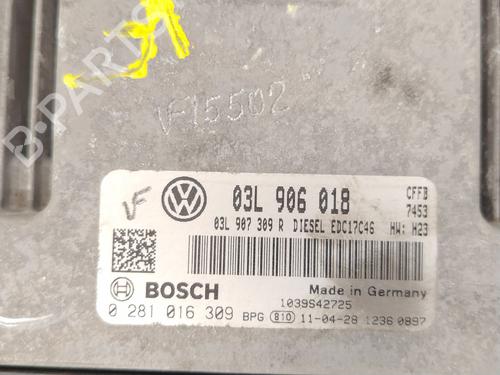 B-PARTS
VF15502
VF
VW
03L 906 018
CFFB
7453
03L 907 309 R DIESEL EDC17C46 HW: H23
BOSCH
Made in Germany
1039S42725
0 281 016 309 BPG 810 11-04-28 1236 0897